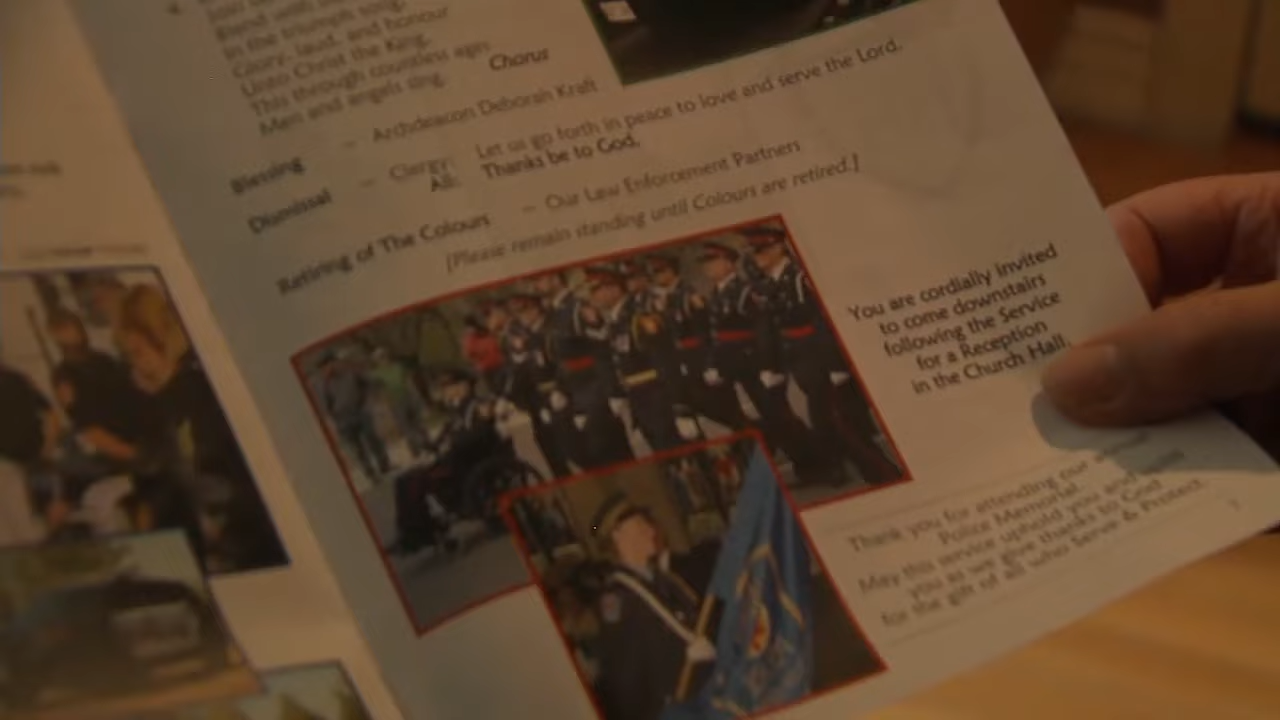 in the triumph song,
Glory, laud, and honour
Unto Christ the King,
This through countless ages
Men and angels sing.
Chorus
Blessing – Archdeacon Deborah Kraft
Dismissal – Clergy: Let us go forth in peace to love and serve the Lord.
All: Thanks be to God.
Retiring of The Colours – Our Law Enforcement Partners
[Please remain standing until Colours are retired.]
You are cordially invited
to come downstairs
following the Service
for a Reception
in the Church Hall.
Thank you for attending our
Police Memorial.
May this service uphold you and
you as we give thanks to God
for the gift of all who Serve & Protect
7